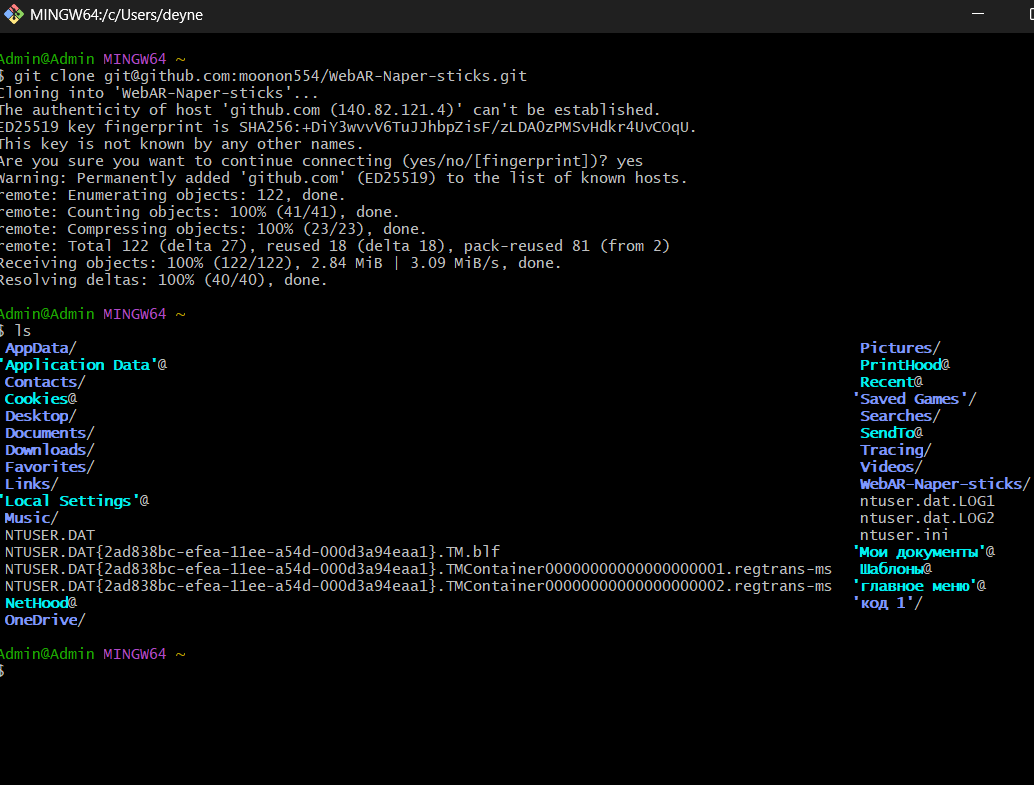 MINGW64:/c/Users/deyne
Admin@Admin MINGW64 ~
$ git clone git@github.com:moonon554/WebAR-Naper-sticks.git
Cloning into 'WebAR-Naper-sticks'...
The authenticity of host 'github.com (140.82.121.4)' can't be established.
ED25519 key fingerprint is SHA256:+DiY3wvvV6TuJJhbpZisF/zLDA0zPMSvHdkr4UvCOqU.
This key is not known by any other names.
Are you sure you want to continue connecting (yes/no/[fingerprint])? yes
Warning: Permanently added 'github.com' (ED25519) to the list of known hosts.
remote: Enumerating objects: 122, done.
remote: Counting objects: 100% (41/41), done.
remote: Compressing objects: 100% (23/23), done.
remote: Total 122 (delta 27), reused 18 (delta 18), pack-reused 81 (from 2)
Receiving objects: 100% (122/122), 2.84 MiB | 3.09 MiB/s, done.
Resolving deltas: 100% (40/40), done.
Admin@Admin MINGW64 ~
$ ls
AppData/ Pictures/
'Application Data'@ PrintHood@
Contacts/ Recent@
Cookies@ 'Saved Games'/
Desktop/ Searches/
Documents/ SendTo@
Downloads/ Tracing/
Favorites/ Videos/
Links/ WebAR-Naper-sticks/
'Local Settings'@ ntuser.dat.LOG1
Music/ ntuser.dat.LOG2
NTUSER.DAT ntuser.ini
NTUSER.DAT{2ad838bc-efea-11ee-a54d-000d3a94eaa1}.TM.blf 'Мои документы'@
NTUSER.DAT{2ad838bc-efea-11ee-a54d-000d3a94eaa1}.TMContainer00000000000000000001.regtrans-ms Шаблоны@
NTUSER.DAT{2ad838bc-efea-11ee-a54d-000d3a94eaa1}.TMContainer00000000000000000002.regtrans-ms 'главное меню'@
NetHood@ 'код 1'/
OneDrive/
Admin@Admin MINGW64 ~
$